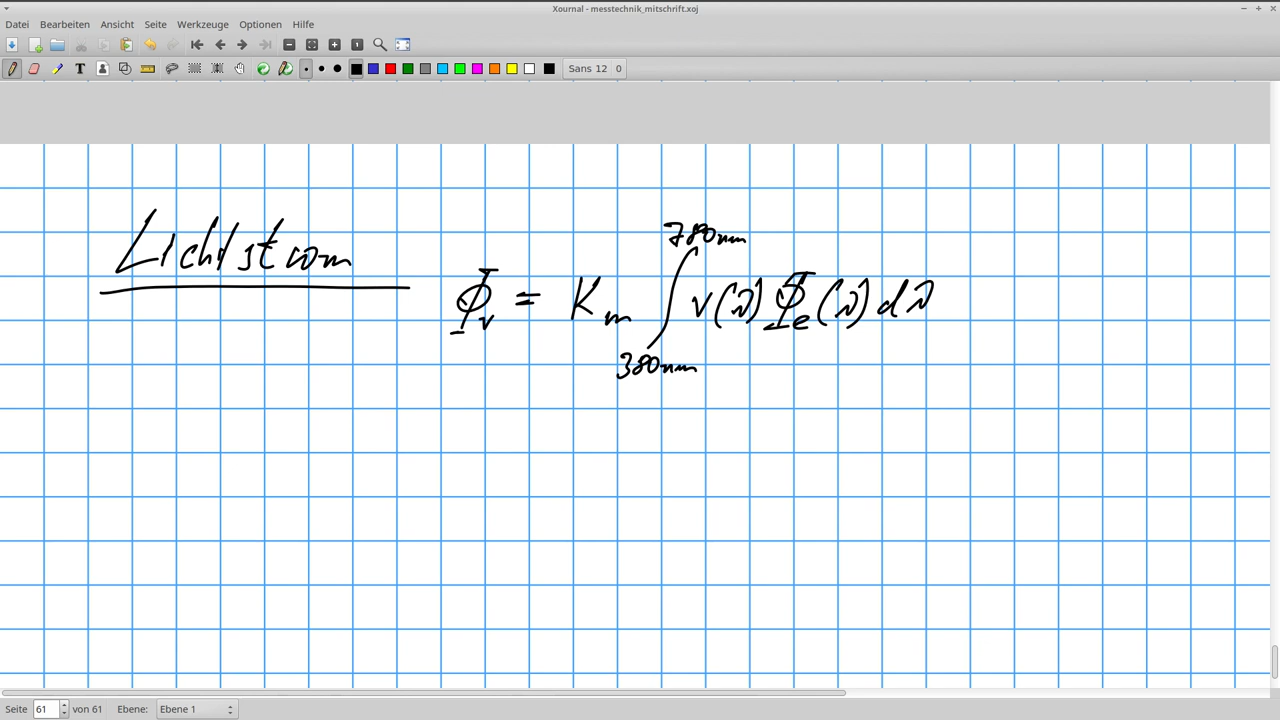 Xournal - messtechnik_mitschrift.xoj
Datei Bearbeiten Ansicht Seite Werkzeuge Optionen Hilfe
Sans 12 0
Lichtstrom
780nm
Φv = Km ∫ V(λ) Φe(λ) dλ
380nm
Seite 61 von 61 Ebene: Ebene 1